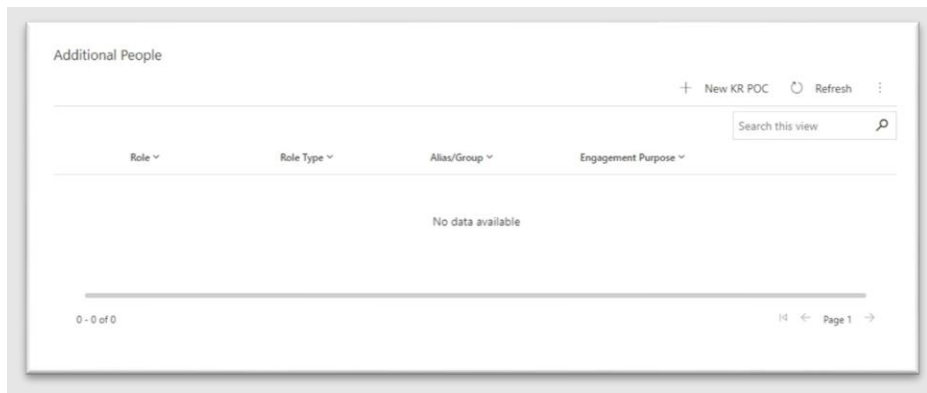 Additional People
New KR POC Refresh
Search this view
Role Role Type Alias/Group Engagement Purpose
No data available
0 - 0 of 0 Page 1